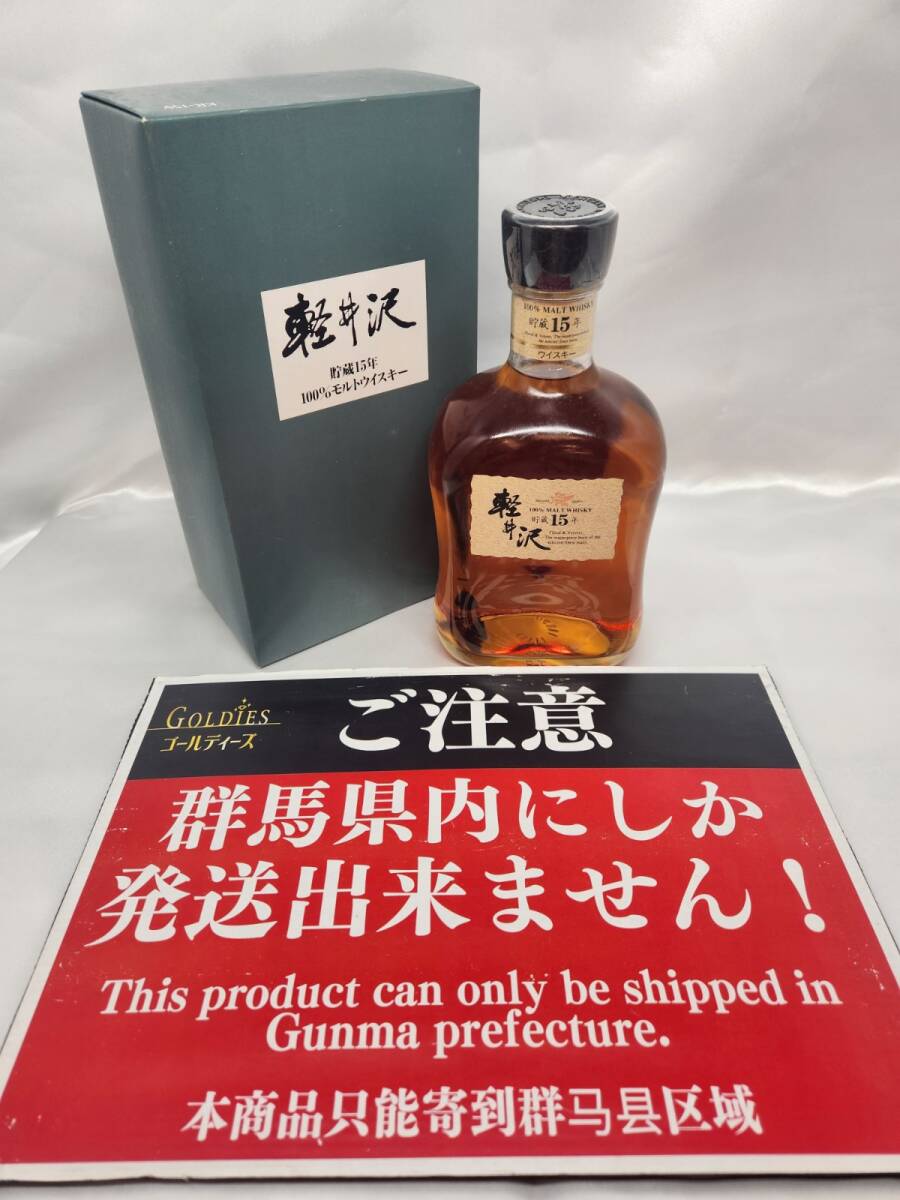 軽井沢
貯蔵15年
100%モルトウイスキー
100% MALT WHISKY
貯蔵15年
ウイスキー
軽井沢
100% MALT WHISKY
貯蔵15年
GOLDIES
ゴールディーズ
ご注意
群馬県内にしか
発送出来ません!
This product can only be shipped in
Gunma prefecture.
本商品只能寄到群马县区域